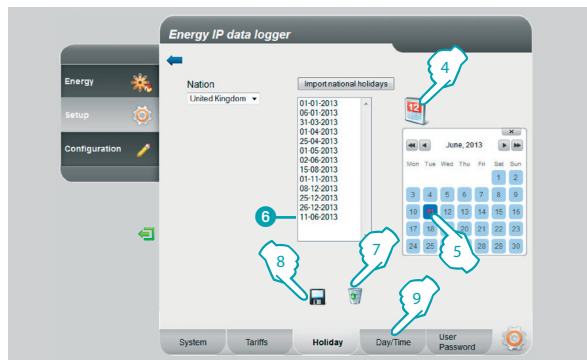 Energy IP data logger
4
Energy
Setup
Configuration
Nation
United Kingdom
Import national holidays
01-01-2013
06-01-2013
31-03-2013
01-04-2013
25-04-2013
01-05-2013
02-06-2013
15-08-2013
01-11-2013
08-12-2013
25-12-2013
26-12-2013
11-06-2013
6
12
June, 2013
Mon Tue Wed Thu Fri Sat Sun
1 2
3 4 5 6 7 8 9
10 11 12 13 14 15 16
17 18 20 21 22 23
24 25 28 28 30
5
8
7
9
System
Tariffs
Holiday
Day/Time
User
Password